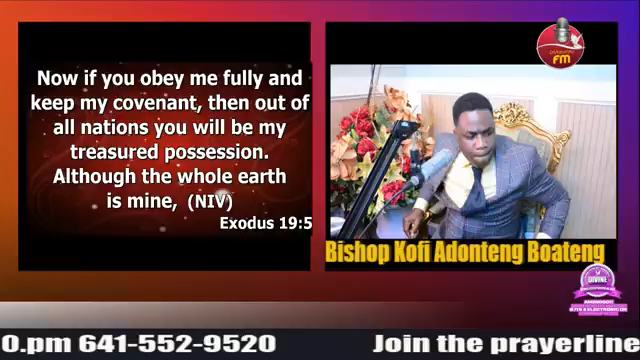 Now if you obey me fully and
keep my covenant, then out of
all nations you will be my
treasured possession.
Although the whole earth
is mine, (NIV)
Exodus 19:5
FM
Bishop Kofi Adonteng Boateng
DIVINE
0.pm 641-552-9520 Join the prayerline